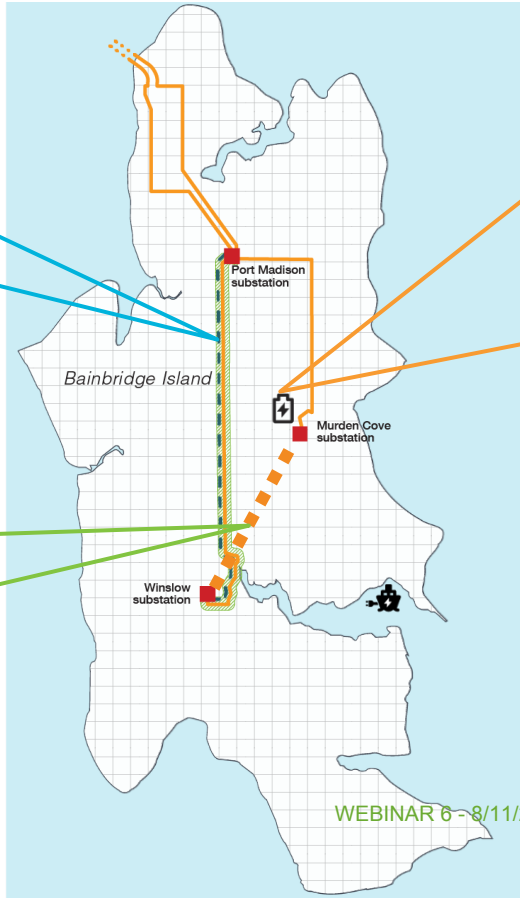 Port Madison
substation
Bainbridge Island
Murden Cove
substation
Winslow
substation
WEBINAR 6 - 8/11/